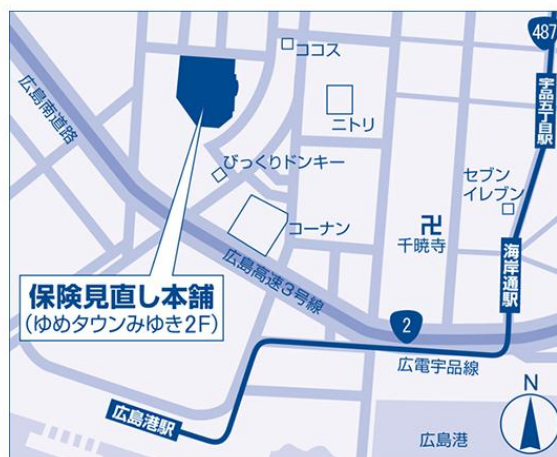 487
ココス
宇品五丁目駅
ニトリ
広島南道路
びっくりドンキー
セブン
イレブン
コーナン
千暁寺
海岸通駅
広島高速3号線
保険見直し本舗
(ゆめタウンみゆき2F)
2
広電宇品線
広島港駅
N
広島港